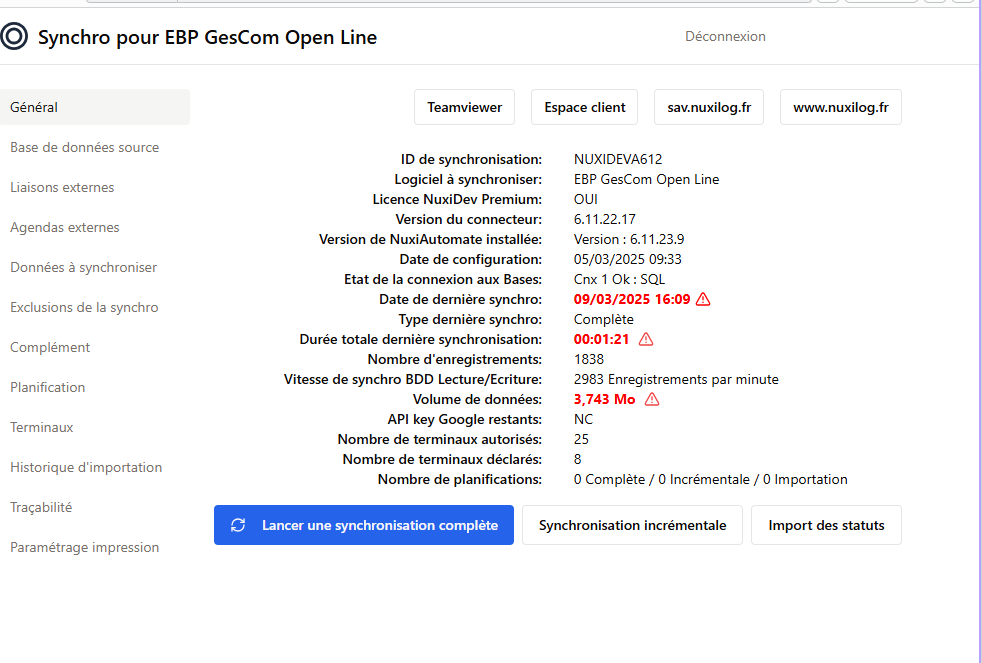 Synchro pour EBP GesCom Open Line
Déconnexion
Général
Base de données source
Liaisons externes
Agendas externes
Données à synchroniser
Exclusions de la synchro
Complément
Planification
Terminaux
Historique d'importation
Traçabilité
Paramétrage impression
Teamviewer Espace client sav.nuxilog.fr www.nuxilog.fr
ID de synchronisation: NUXIDEVA612
Logiciel à synchroniser: EBP GesCom Open Line
Licence NuxiDev Premium: OUI
Version du connecteur: 6.11.22.17
Version de NuxiAutomate installée: Version : 6.11.23.9
Date de configuration: 05/03/2025 09:33
Etat de la connexion aux Bases: Cnx 1 Ok : SQL
Date de dernière synchro: 09/03/2025 16:09
Type dernière synchro: Complète
Durée totale dernière synchronisation: 00:01:21
Nombre d'enregistrements: 1838
Vitesse de synchro BDD Lecture/Ecriture: 2983 Enregistrements par minute
Volume de données: 3,743 Mo
API key Google restants: NC
Nombre de terminaux autorisés: 25
Nombre de terminaux déclarés: 8
Nombre de planifications: 0 Complète / 0 Incrémentale / 0 Importation
Lancer une synchronisation complète Synchronisation incrémentale Import des statuts